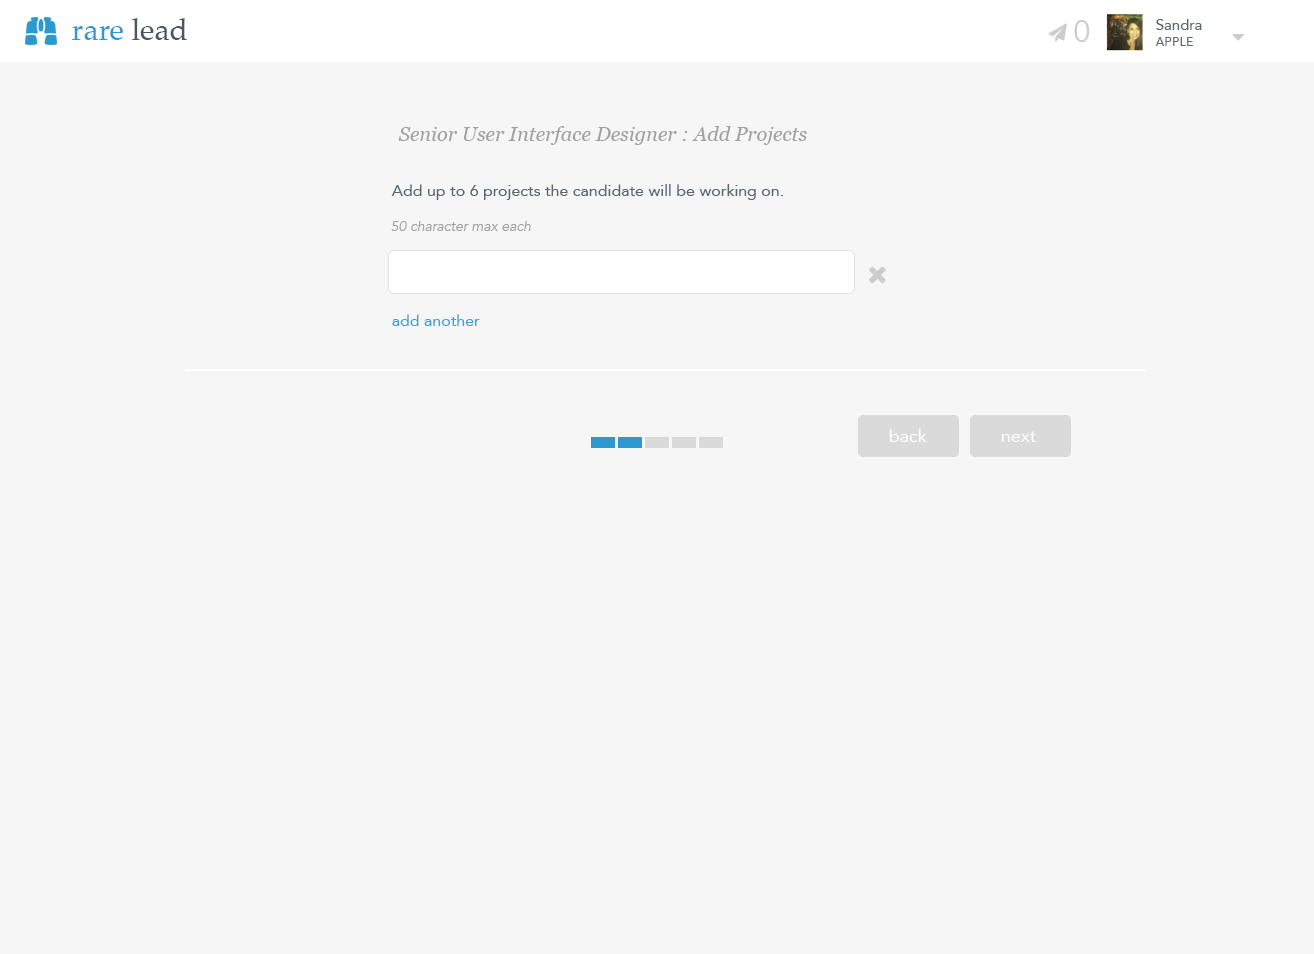 rare lead
0
Sandra
APPLE
Senior User Interface Designer : Add Projects
Add up to 6 projects the candidate will be working on.
50 character max each
add another
back
next